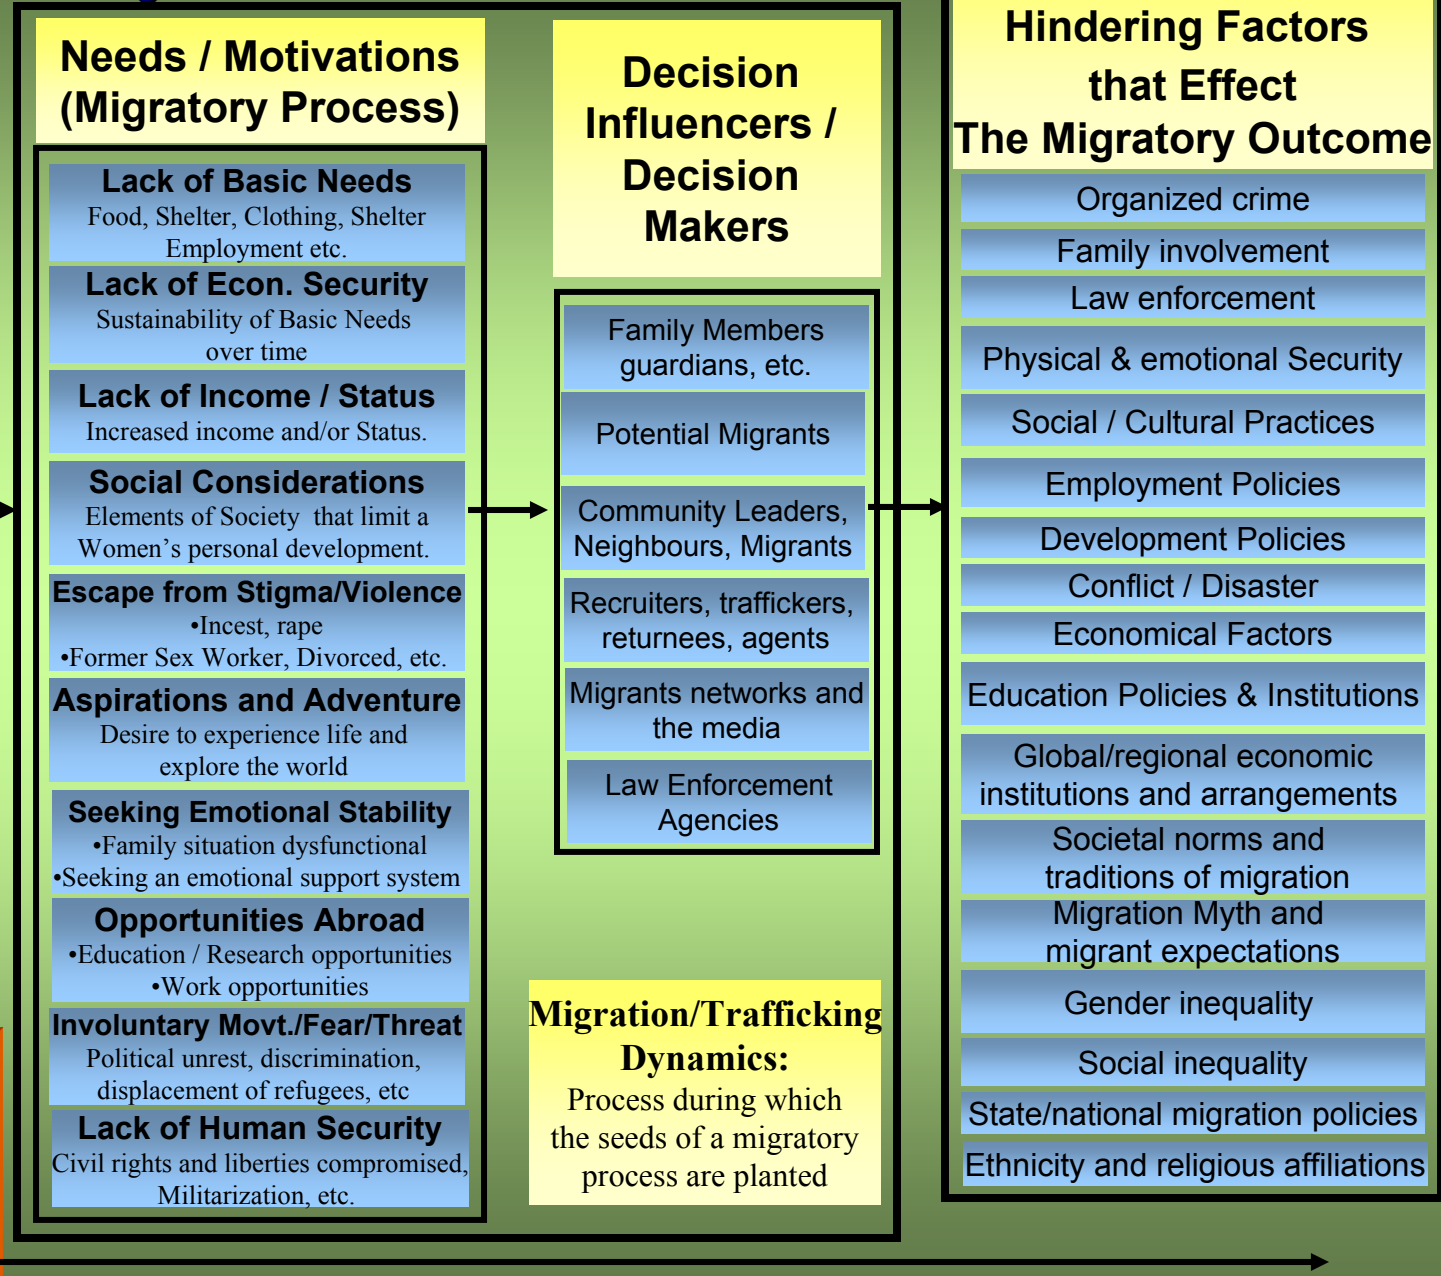 Needs / Motivations
(Migratory Process)
Lack of Basic Needs
Food, Shelter, Clothing, Shelter
Employment etc.
Lack of Econ. Security
Sustainability of Basic Needs
over time
Lack of Income / Status
Increased income and/or Status.
Social Considerations
Elements of Society that limit a
Women’s personal development.
Escape from Stigma/Violence
•Incest, rape
•Former Sex Worker, Divorced, etc.
Aspirations and Adventure
Desire to experience life and
explore the world
Seeking Emotional Stability
•Family situation dysfunctional
•Seeking an emotional support system
Opportunities Abroad
•Education / Research opportunities
•Work opportunities
Involuntary Movt./Fear/Threat
Political unrest, discrimination,
displacement of refugees, etc
Lack of Human Security
Civil rights and liberties compromised,
Militarization, etc.
Decision
Influencers /
Decision
Makers
Family Members
guardians, etc.
Potential Migrants
Community Leaders,
Neighbours, Migrants
Recruiters, traffickers,
returnees, agents
Migrants networks and
the media
Law Enforcement
Agencies
Migration/Trafficking
Dynamics:
Process during which
the seeds of a migratory
process are planted
Hindering Factors
that Effect
The Migratory Outcome
Organized crime
Family involvement
Law enforcement
Physical & emotional Security
Social / Cultural Practices
Employment Policies
Development Policies
Conflict / Disaster
Economical Factors
Education Policies & Institutions
Global/regional economic
institutions and arrangements
Societal norms and
traditions of migration
Migration Myth and
migrant expectations
Gender inequality
Social inequality
State/national migration policies
Ethnicity and religious affiliations